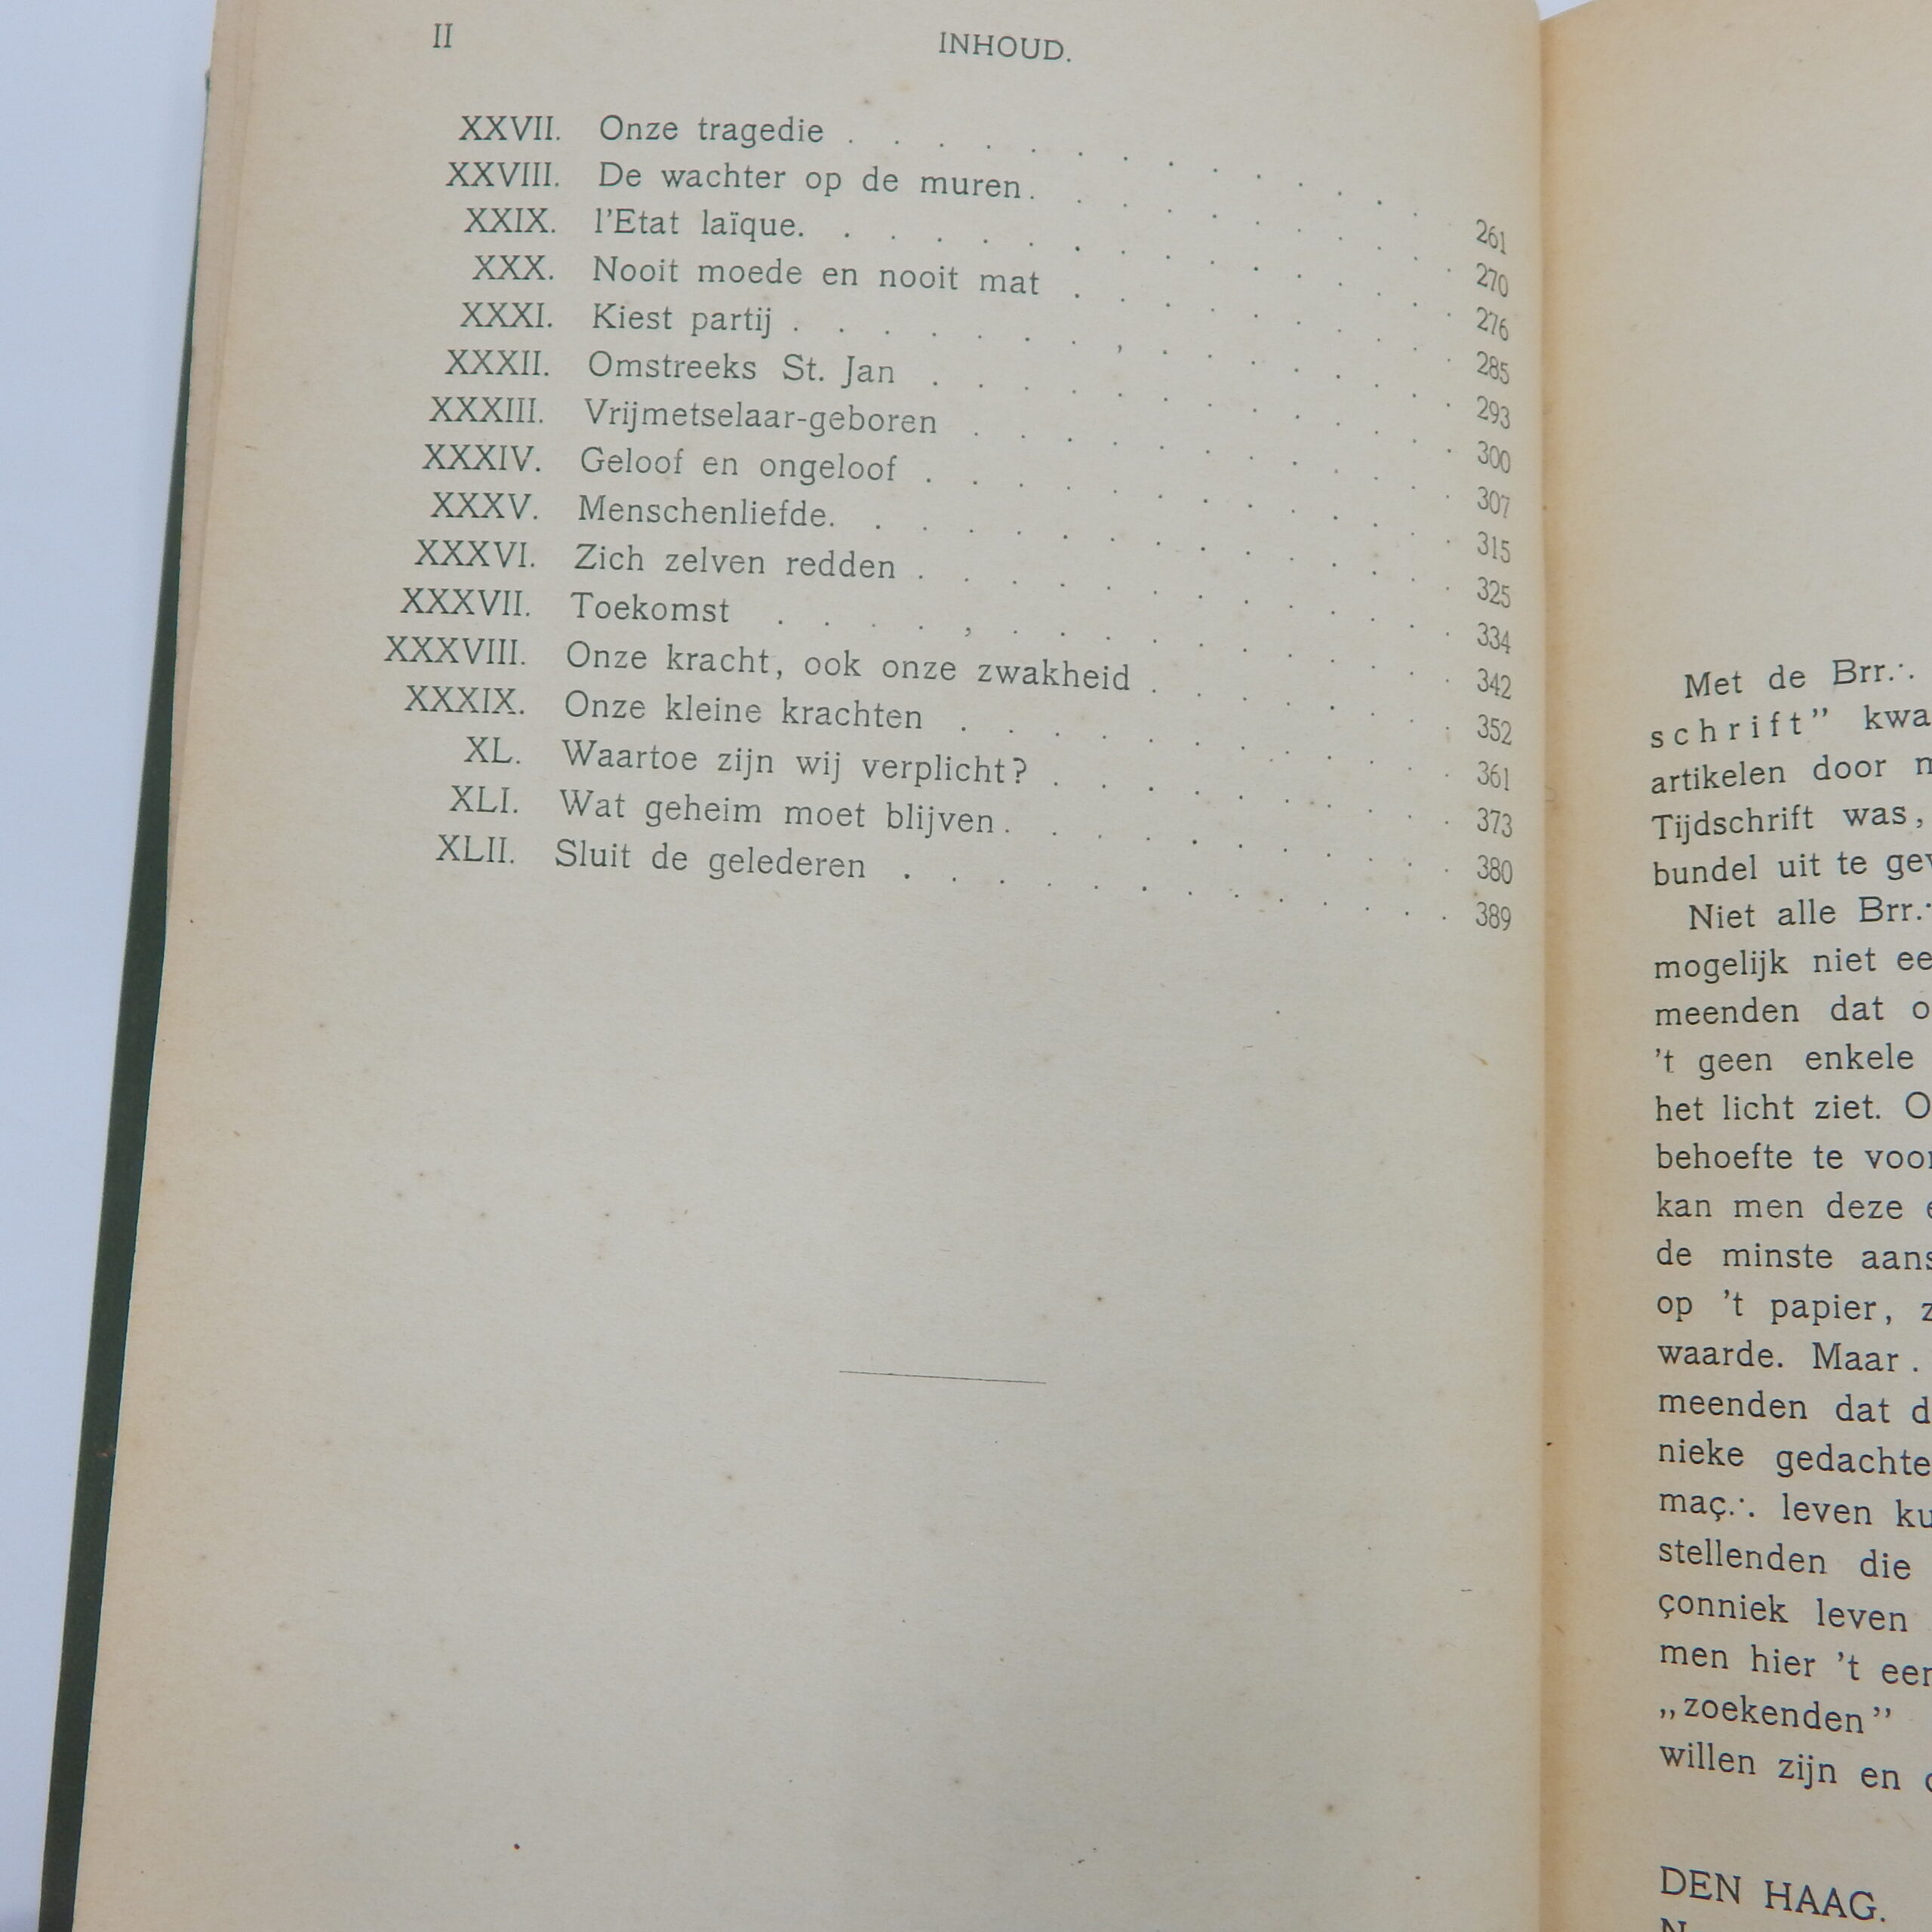 II INHOUD.
XXVII. Onze tragedie . . . . . . . . . . . . . 261
XXVIII. De wachter op de muren . . . . . . . . . . 270
XXIX. l'Etat laïque. . . . . . . . . . . . . . 276
XXX. Nooit moede en nooit mat . . . . . . . . . 285
XXXI. Kiest partij . . . . . . . . . . . . . . 293
XXXII. Omstreeks St. Jan . . . . . . . . . . . . 300
XXXIII. Vrijmetselaar-geboren . . . . . . . . . . . 307
XXXIV. Geloof en ongeloof . . . . . . . . . . . . 315
XXXV. Menschenliefde. . . . . . . . . . . . . . 325
XXXVI. Zich zelven redden . . . . . . . . . . . . 334
XXXVII. Toekomst . . . . . . . . . . . . . . . 342
XXXVIII. Onze kracht, ook onze zwakheid . . . . . . . 352
XXXIX. Onze kleine krachten . . . . . . . . . . . 361
XL. Waartoe zijn wij verplicht? . . . . . . . . . 373
XLI. Wat geheim moet blijven . . . . . . . . . . 380
XLII. Sluit de gelederen . . . . . . . . . . . . 389
Met de Brr.·.
schrift” kwa
artikelen door
Tijdschrift was,
bundel uit te gev
Niet alle Brr.·
mogelijk niet ee
meenden dat o
't geen enkele
het licht ziet. O
behoefte te voor
kan men deze
de minste aans
op 't papier, z
waarde. Maar .
meenden dat d
nieke gedachte
maç.·. leven ku
stellenden die
çonniek leven
men hier 't een
„zoekenden”
willen zijn en
DEN HAAG.